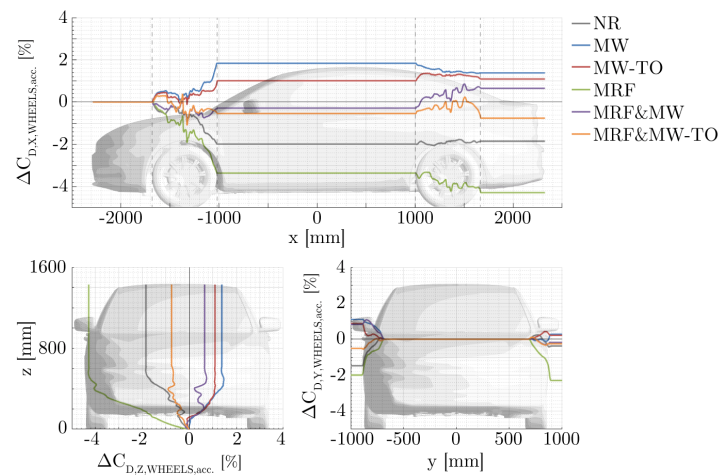 4
2
0
-2
-4
ΔC_D,X,WHEELS,acc. [%]
-2000 -1000 0 1000 2000
x [mm]
NR
MW
MW-TO
MRF
MRF&MW
MRF&MW-TO
1600
800
0
z [mm]
-4 -2 0 2 4
ΔC_D,Z,WHEELS,acc. [%]
4
2
0
-2
-4
ΔC_D,Y,WHEELS,acc. [%]
-1000 -500 0 500 1000
y [mm]